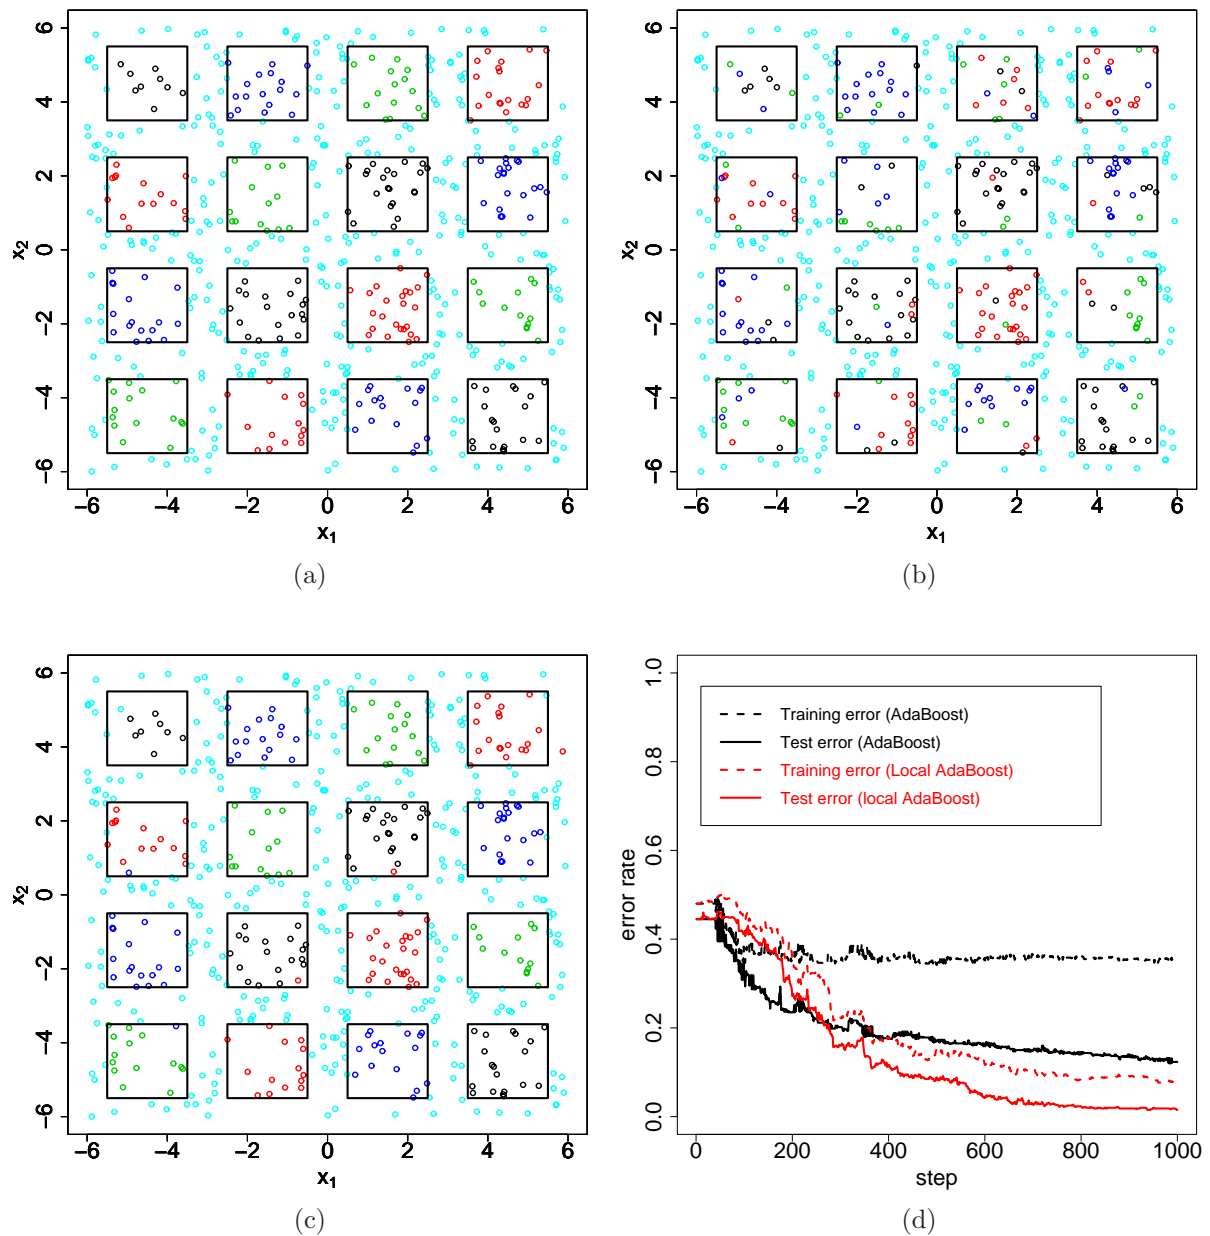 6
4
2
0
−2
−4
−6
x2
−6 −4 −2 0 2 4 6
x1
(a)
6
4
2
0
−2
−4
−6
x2
−6 −4 −2 0 2 4 6
x1
(b)
6
4
2
0
−2
−4
−6
x2
−6 −4 −2 0 2 4 6
x1
(c)
1.0
0.8
0.6
0.4
0.2
0.0
error rate
Training error (AdaBoost)
Test error (AdaBoost)
Training error (Local AdaBoost)
Test error (local AdaBoost)
0 200 400 600 800 1000
step
(d)